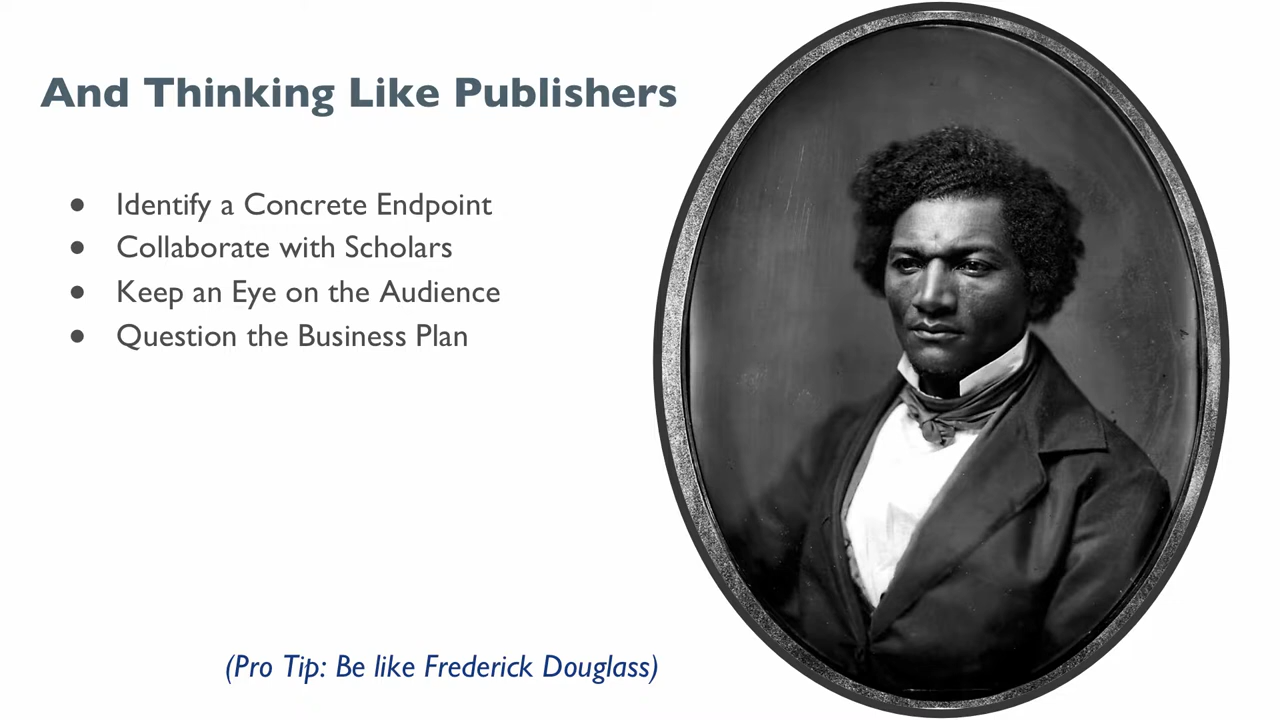 And Thinking Like Publishers
● Identify a Concrete Endpoint
● Collaborate with Scholars
● Keep an Eye on the Audience
● Question the Business Plan
(Pro Tip: Be like Frederick Douglass)